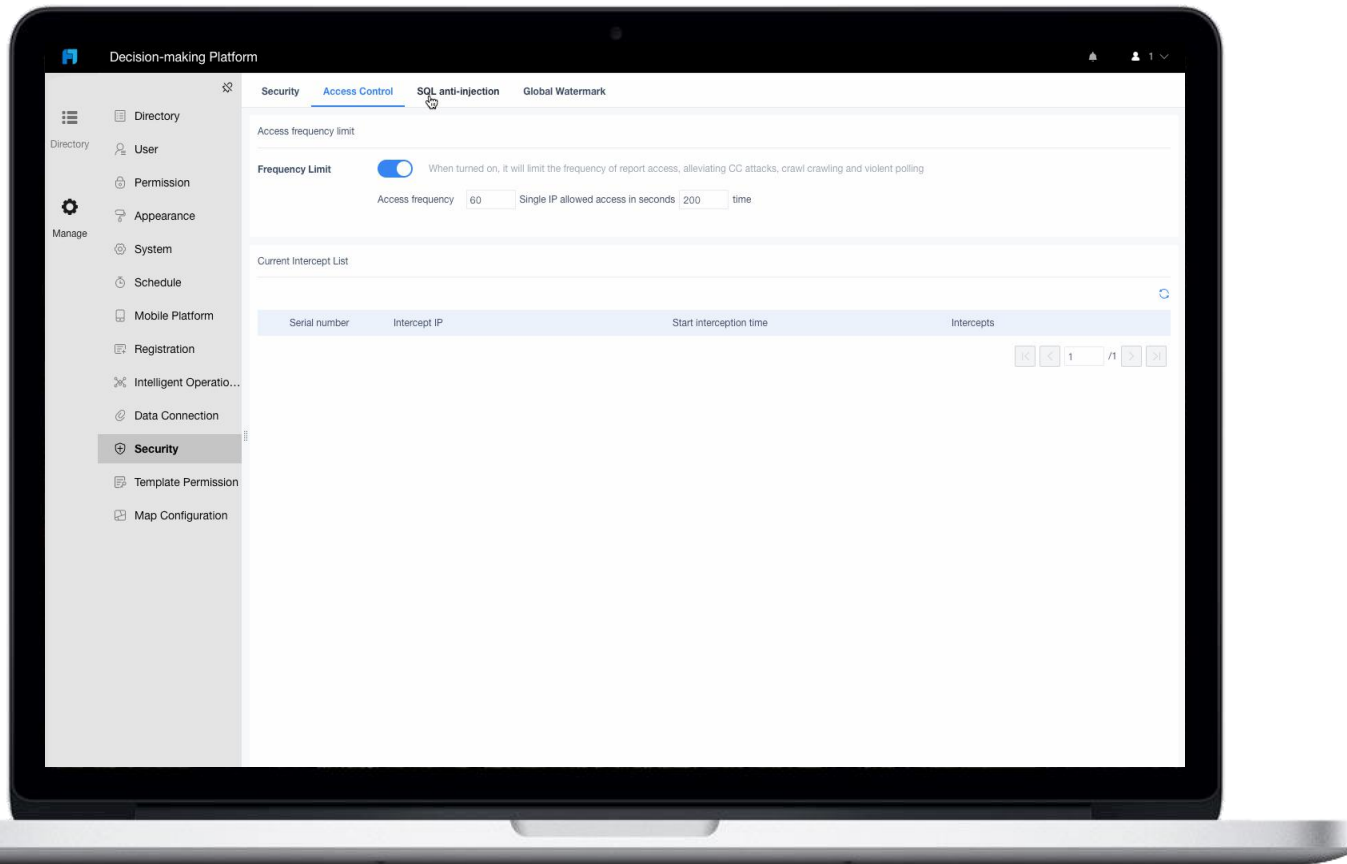 Decision-making Platform
1
Directory
Manage
Directory
User
Permission
Appearance
System
Schedule
Mobile Platform
Registration
Intelligent Operatio...
Data Connection
Security
Template Permission
Map Configuration
Security Access Control SQL anti-injection Global Watermark
Access frequency limit
Frequency Limit When turned on, it will limit the frequency of report access, alleviating CC attacks, crawl crawling and violent polling
Access frequency 60 Single IP allowed access in seconds 200 time
Current Intercept List
Serial number Intercept IP Start interception time Intercepts
1 /1